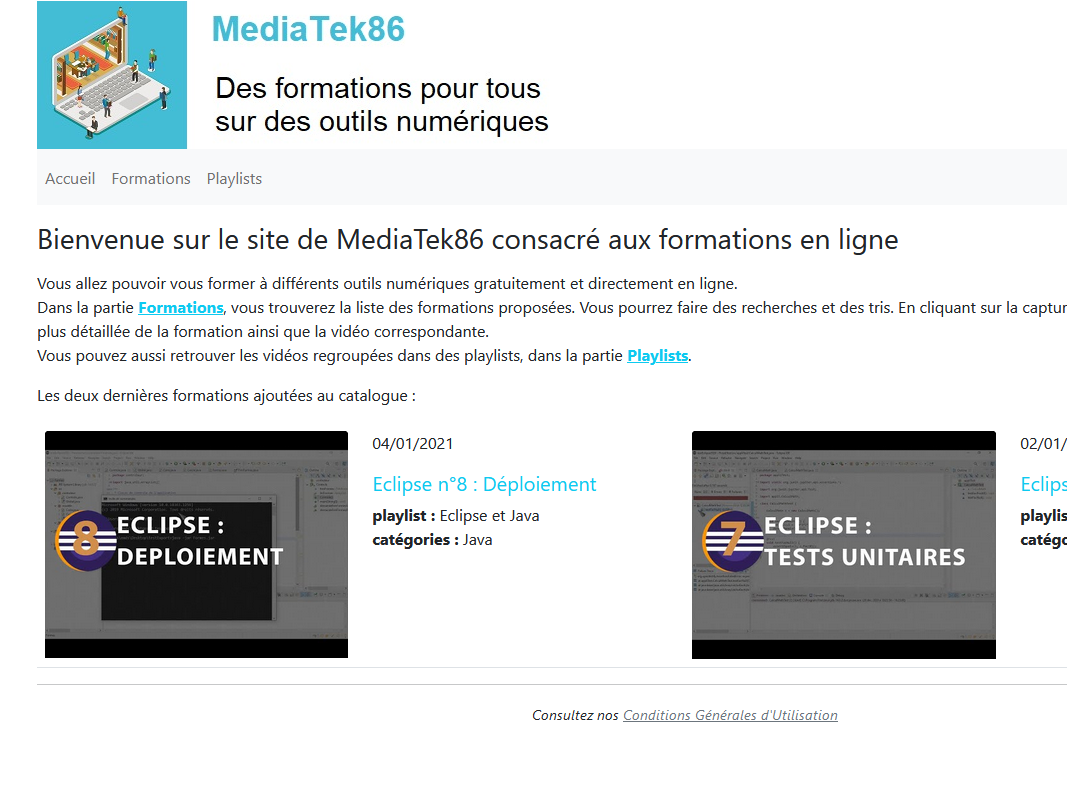 MediaTek86
Des formations pour tous
sur des outils numériques
Accueil Formations Playlists
Bienvenue sur le site de MediaTek86 consacré aux formations en ligne
Vous allez pouvoir vous former à différents outils numériques gratuitement et directement en ligne.
Dans la partie Formations, vous trouverez la liste des formations proposées. Vous pourrez faire des recherches et des tris. En cliquant sur la captur
plus détaillée de la formation ainsi que la vidéo correspondante.
Vous pouvez aussi retrouver les vidéos regroupées dans des playlists, dans la partie Playlists.
Les deux dernières formations ajoutées au catalogue :
8 ECLIPSE :
DEPLOIEMENT
04/01/2021
Eclipse n°8 : Déploiement
playlist : Eclipse et Java
catégories : Java
7 ECLIPSE :
TESTS UNITAIRES
02/01/
Eclips
playlis
catégo
Consultez nos Conditions Générales d'Utilisation